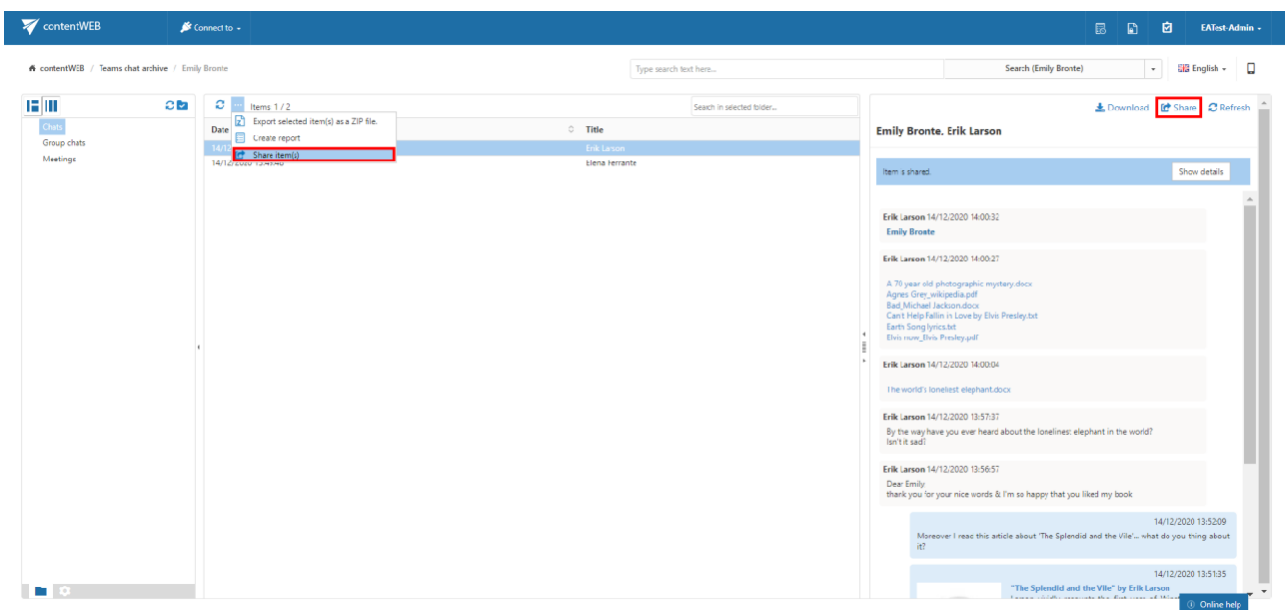 contentWEB
Connect to
EATest-Admin
contentWEB / Teams chat archive / Emily Bronte
Type search text here...
Search (Emily Bronte)
English
Chats
Group chats
Meetings
Items 1 / 2
Search in selected folder...
Export selected item(s) as a ZIP file.
Create report
Share item(s)
Date
Title
14/12
Erik Larson
14/12/2020 13:49:40
Elena Ferrante
Download
Share
Refresh
Emily Bronte, Erik Larson
Item is shared.
Show details
Erik Larson 14/12/2020 14:00:32
Emily Bronte
Erik Larson 14/12/2020 14:00:27
A 70 year old photographic mystery.docx
Agnes Grey_wikipedia.pdf
Bad_Michael Jackson.docx
Can't Help Fallin in Love by Elvis Presley.txt
Earth Song lyrics.txt
Elvis now_Elvis Presley.pdf
Erik Larson 14/12/2020 14:00:04
The world's loneliest elephant.docx
Erik Larson 14/12/2020 13:57:37
By the way have you ever heard about the lonelinest elephant in the world?
Isn't it sad?
Erik Larson 14/12/2020 13:56:57
Dear Emily
thank you for your nice words & I'm so happy that you liked my book
14/12/2020 13:52:09
Moreover I read this article about 'The Splendid and the Vile'... what do you thing about
it?
14/12/2020 13:51:35
"The Splendid and the Vile" by Erik Larson
Online help